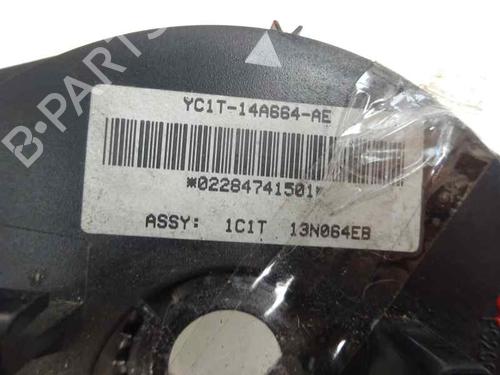 B-PARTS
YC1T-14A664-AE
*02284741501*
ASSY: 1C1T 13N064EB